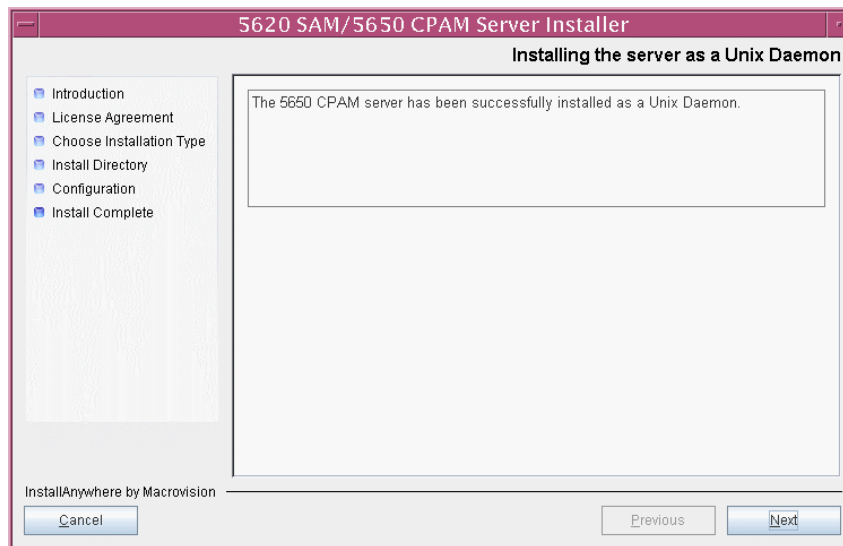 5620 SAM/5650 CPAM Server Installer
Installing the server as a Unix Daemon
Introduction
License Agreement
Choose Installation Type
Install Directory
Configuration
Install Complete
The 5650 CPAM server has been successfully installed as a Unix Daemon.
InstallAnywhere by Macrovision
Cancel
Previous
Next